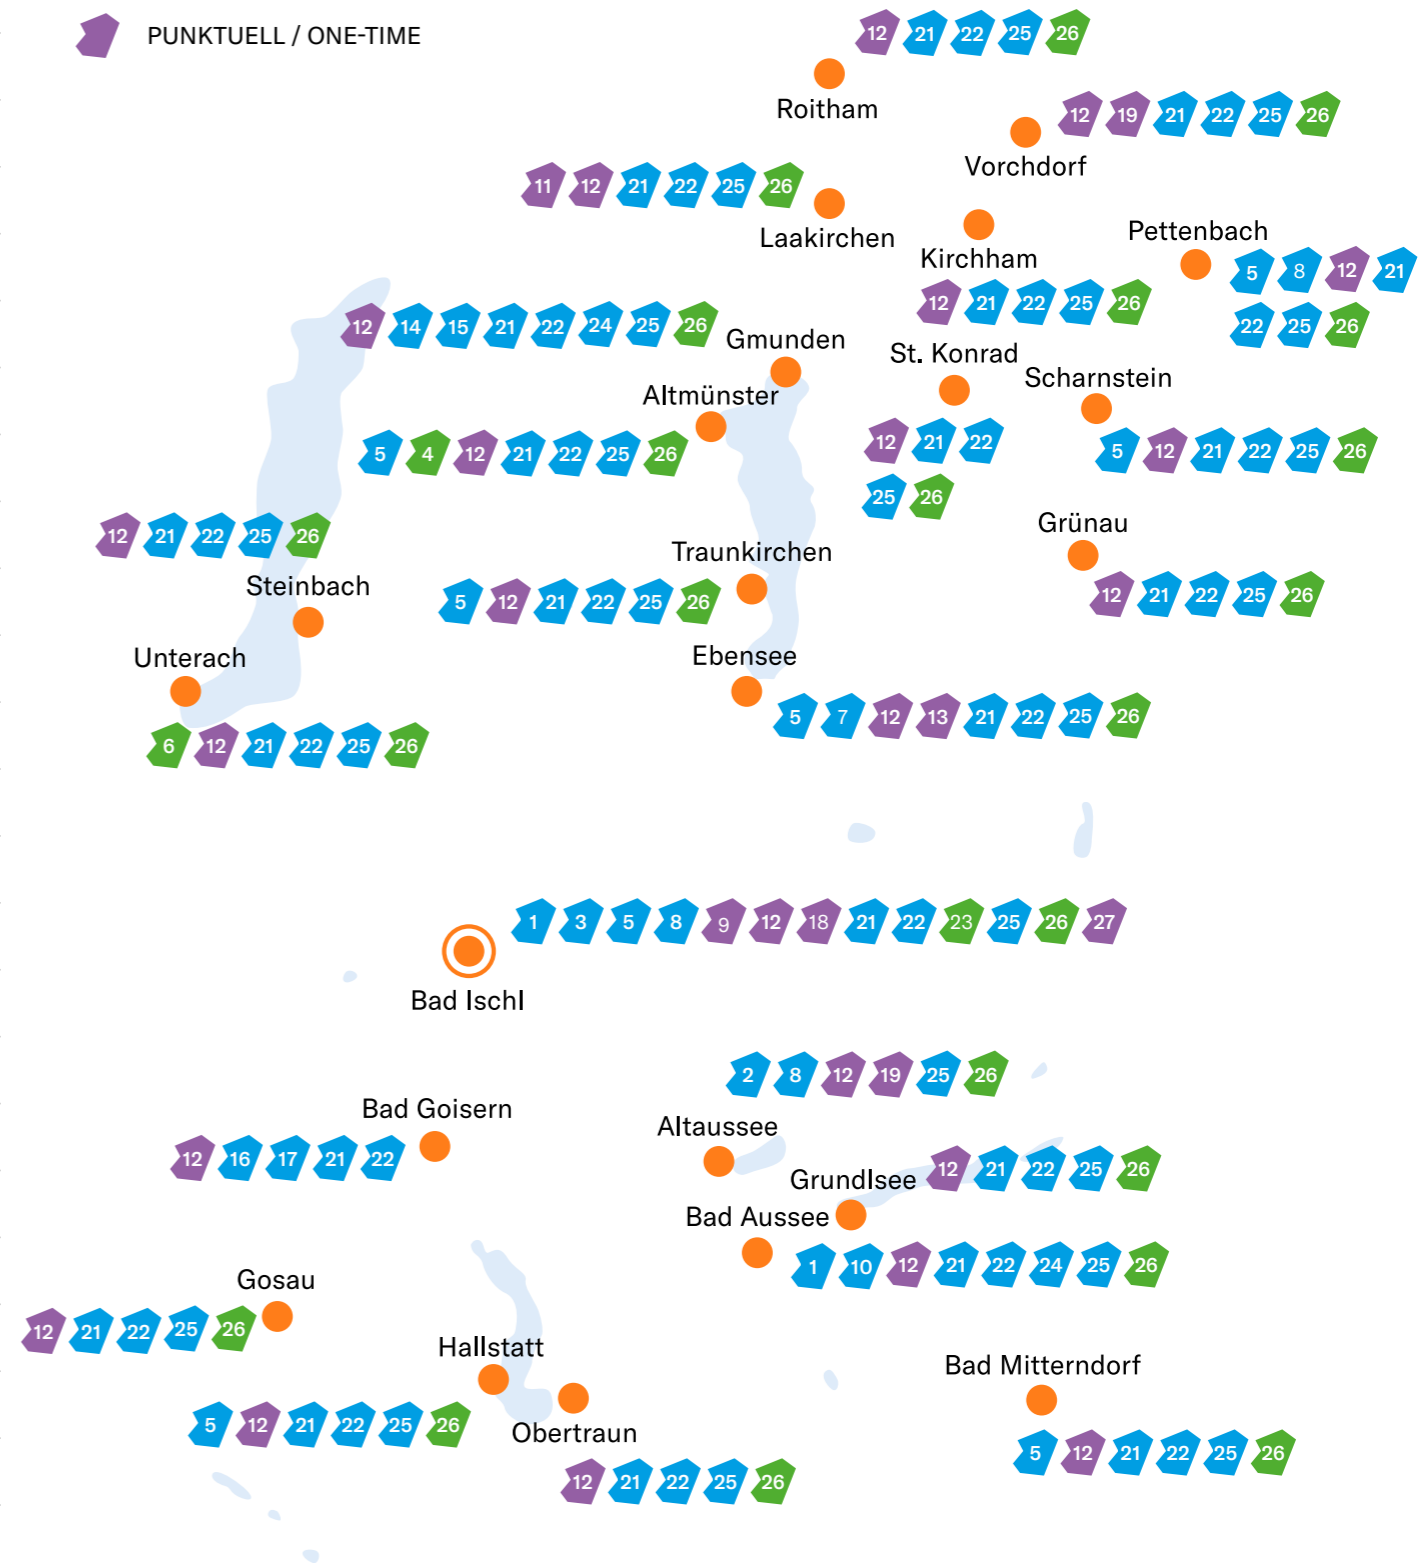 PUNKTUELL / ONE-TIME
12 21 22 25 26
Roitham
12 19 21 22 25 26
Vorchdorf
11 12 21 22 25 26
Laakirchen
Kirchham
12 21 22 25 26
Pettenbach
5 8 12 21
22 25 26
12 14 15 21 22 24 25 26
Gmunden
St. Konrad
12 21 22
25 26
Scharnstein
5 12 21 22 25 26
Altmünster
5 4 12 21 22 25 26
12 21 22 25 26
Steinbach
Grünau
12 21 22 25 26
Traunkirchen
5 12 21 22 25 26
Unterach
6 12 21 22 25 26
Ebensee
5 7 12 13 21 22 25 26
1 3 5 8 9 12 18 21 22 23 25 26 27
Bad Ischl
2 8 12 19 25 26
Altaussee
Bad Goisern
12 16 17 21 22
Grundlsee
12 21 22 25 26
Bad Aussee
1 10 12 21 22 24 25 26
Gosau
12 21 22 25 26
Hallstatt
5 12 21 22 25 26
Obertraun
12 21 22 25 26
Bad Mitterndorf
5 12 21 22 25 26